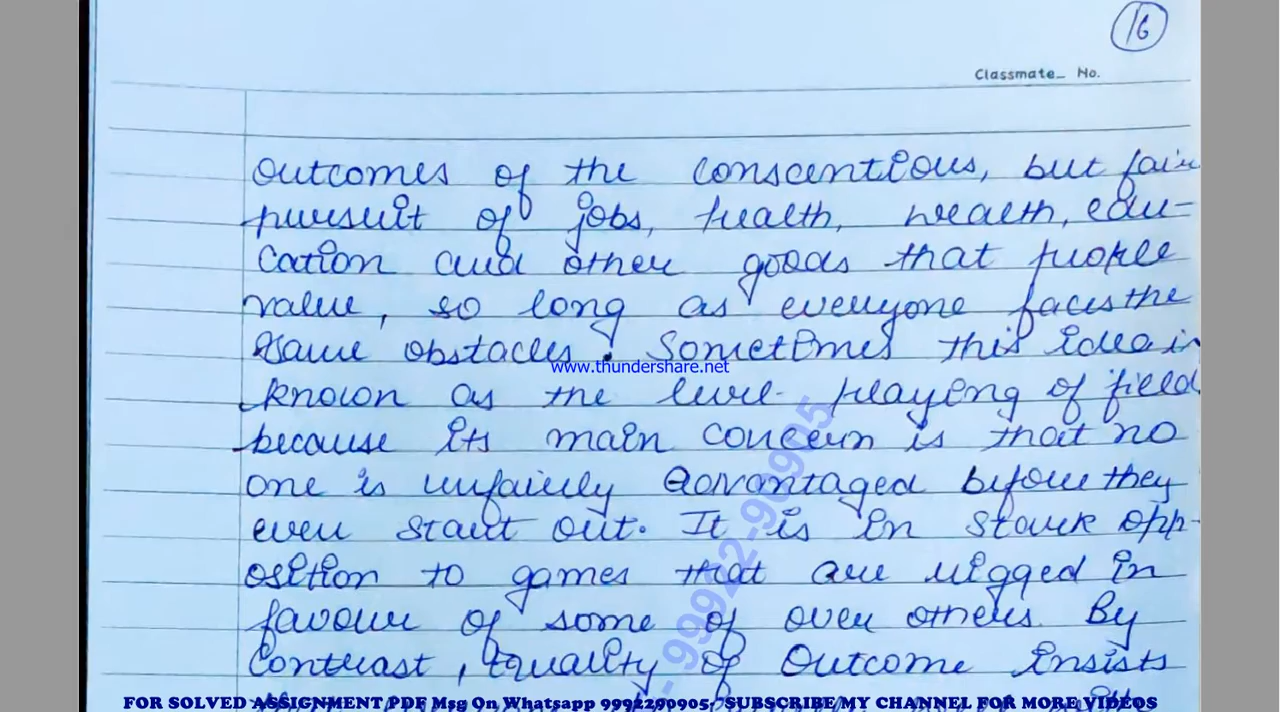 16
Classmate_ No.
outcomes of the conscentious, but fair
pursuit of jobs, health, wealth, edu-
cation and other goods that people
value, so long as everyone faces the
same obstacles. Sometimes this idea is
www.thundershare.net
known as the level playing of field
because its main concern is that no
one is unfairly advantaged before they
even start out. It is in stark opp-
osition to games that are rigged in
favour of some of over others. By
contrast, Equality of Outcome insists
-99922-90905
FOR SOLVED ASSIGNMENT PDF Msg On Whatsapp 9992290905- SUBSCRIBE MY CHANNEL FOR MORE VIDEOS